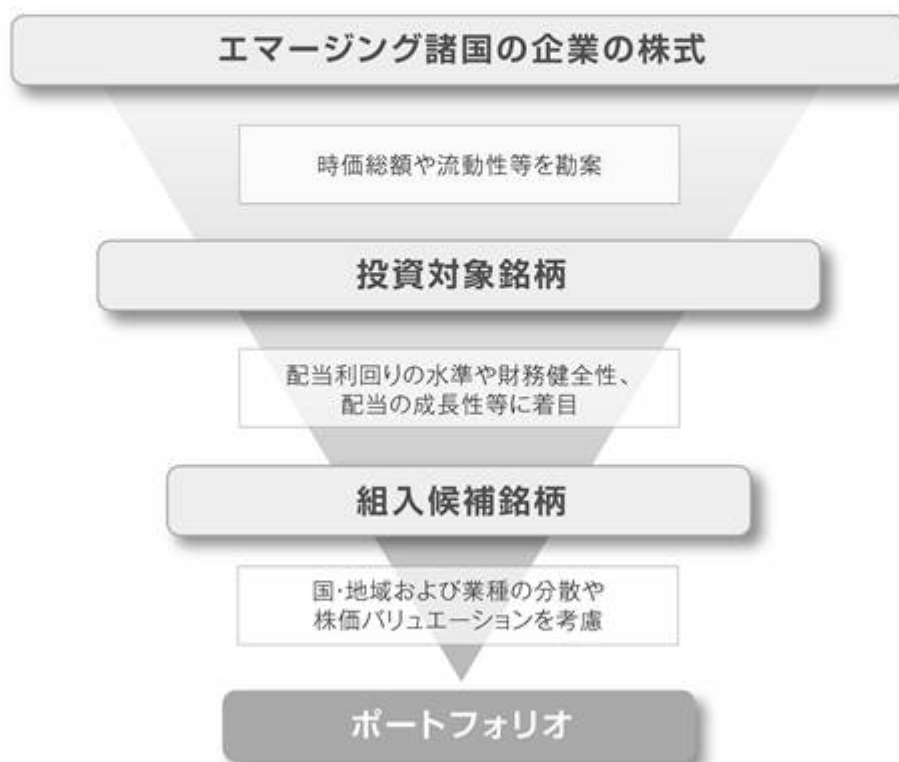 エマージング諸国の企業の株式
時価総額や流動性等を勘案
投資対象銘柄
配当利回りの水準や財務健全性、
配当の成長性等に着目
組入候補銘柄
国・地域および業種の分散や
株価バリュエーションを考慮
ポートフォリオ